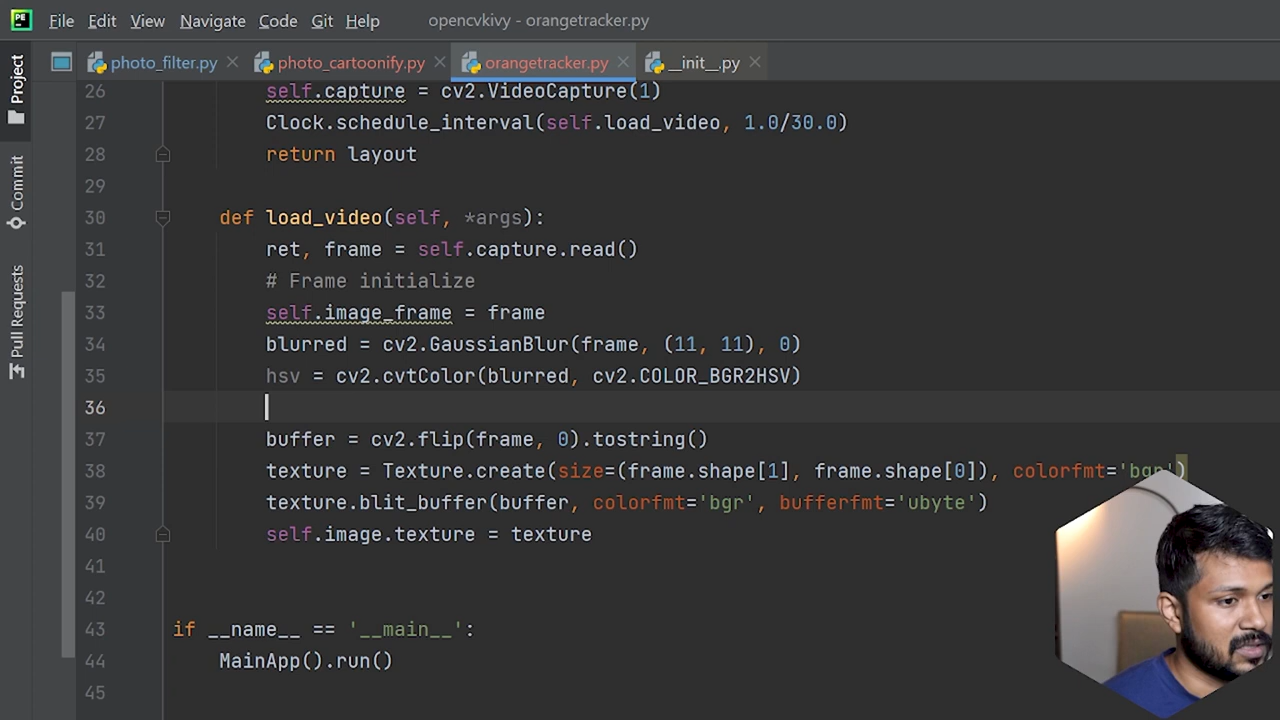 File Edit View Navigate Code Git Help opencvkivy - orangetracker.py
photo_filter.py photo_cartoonify.py orangetracker.py __init__.py
Project
Commit
Pull Requests
26 self.capture = cv2.VideoCapture(1)
27 Clock.schedule_interval(self.load_video, 1.0/30.0)
28 return layout
29
30 def load_video(self, *args):
31 ret, frame = self.capture.read()
32 # Frame initialize
33 self.image_frame = frame
34 blurred = cv2.GaussianBlur(frame, (11, 11), 0)
35 hsv = cv2.cvtColor(blurred, cv2.COLOR_BGR2HSV)
36
37 buffer = cv2.flip(frame, 0).tostring()
38 texture = Texture.create(size=(frame.shape[1], frame.shape[0]), colorfmt='bgr')
39 texture.blit_buffer(buffer, colorfmt='bgr', bufferfmt='ubyte')
40 self.image.texture = texture
41
42
43 if __name__ == '__main__':
44 MainApp().run()
45